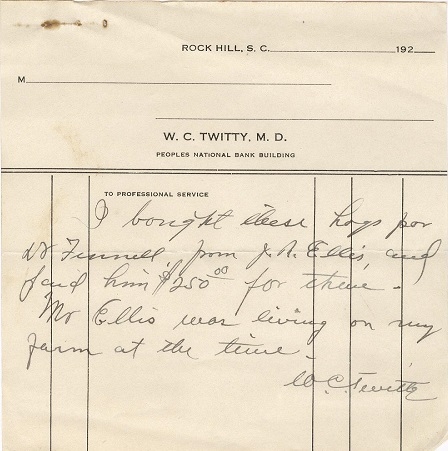 ROCK HILL, S. C. 192
M
W. C. TWITTY, M. D.
PEOPLES NATIONAL BANK BUILDING
TO PROFESSIONAL SERVICE
I bought these hogs for
Dr Fennell, from J. R. Ellis, and
paid him $250 00 for them -
Mr Ellis was living on my
farm at the time -
W. C. Twitty